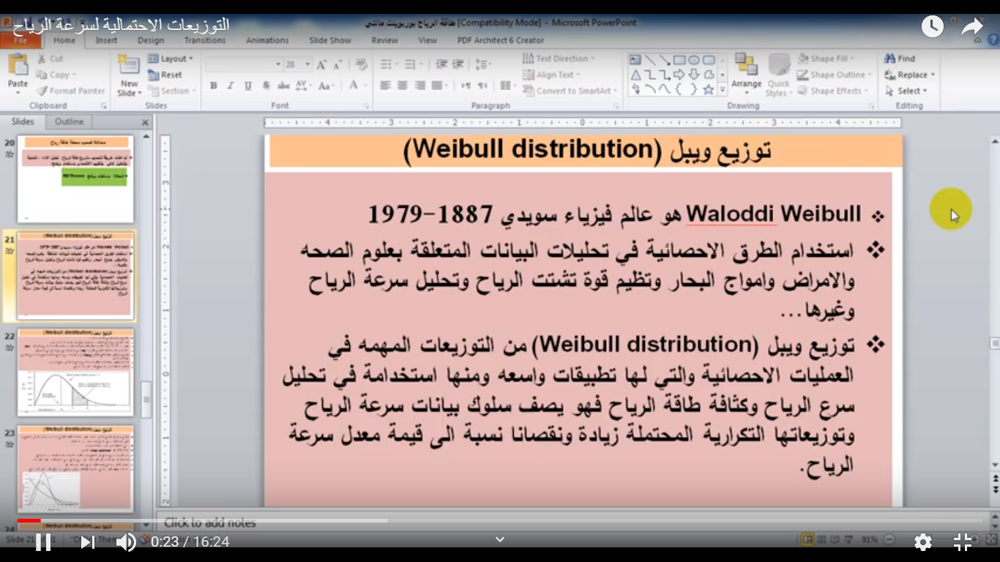 التوزيعات الاحتمالية لسرعة الرياح
طاقة الرياح بوربوينت هانتي [Compatibility Mode] - Microsoft PowerPoint
File Home Insert Design Transitions Animations Slide Show Review View PDF Architect 6 Creator
Paste
Cut
Copy
Format Painter
Clipboard
New Slide
Layout
Reset
Section
Slides
28
Font
Text Direction
Align Text
Convert to SmartArt
Paragraph
Arrange
Quick Styles
Shape Fill
Shape Outline
Shape Effects
Drawing
Find
Replace
Select
Editing
Slides Outline
20
21
22
23
24
توزيع ويبل (Weibull distribution)
Waloddi Weibull هو عالم فيزياء سويدي 1887-1979
استخدام الطرق الاحصائية في تحليلات البيانات المتعلقة بعلوم الصحه
والامراض وامواج البحار وتظيم قوة تشتت الرياح وتحليل سرعة الرياح
وغيرها...
توزيع ويبل (Weibull distribution) من التوزيعات المهمه في
العمليات الاحصائية والتي لها تطبيقات واسعه ومنها استخدامة في تحليل
سرع الرياح وكثافة طاقة الرياح فهو يصف سلوك بيانات سرعة الرياح
وتوزيعاتها التكرارية المحتملة زيادة ونقصانا نسبة الى قيمة معدل سرعة
الرياح.
Click to add notes
91%
0:23 / 16:24